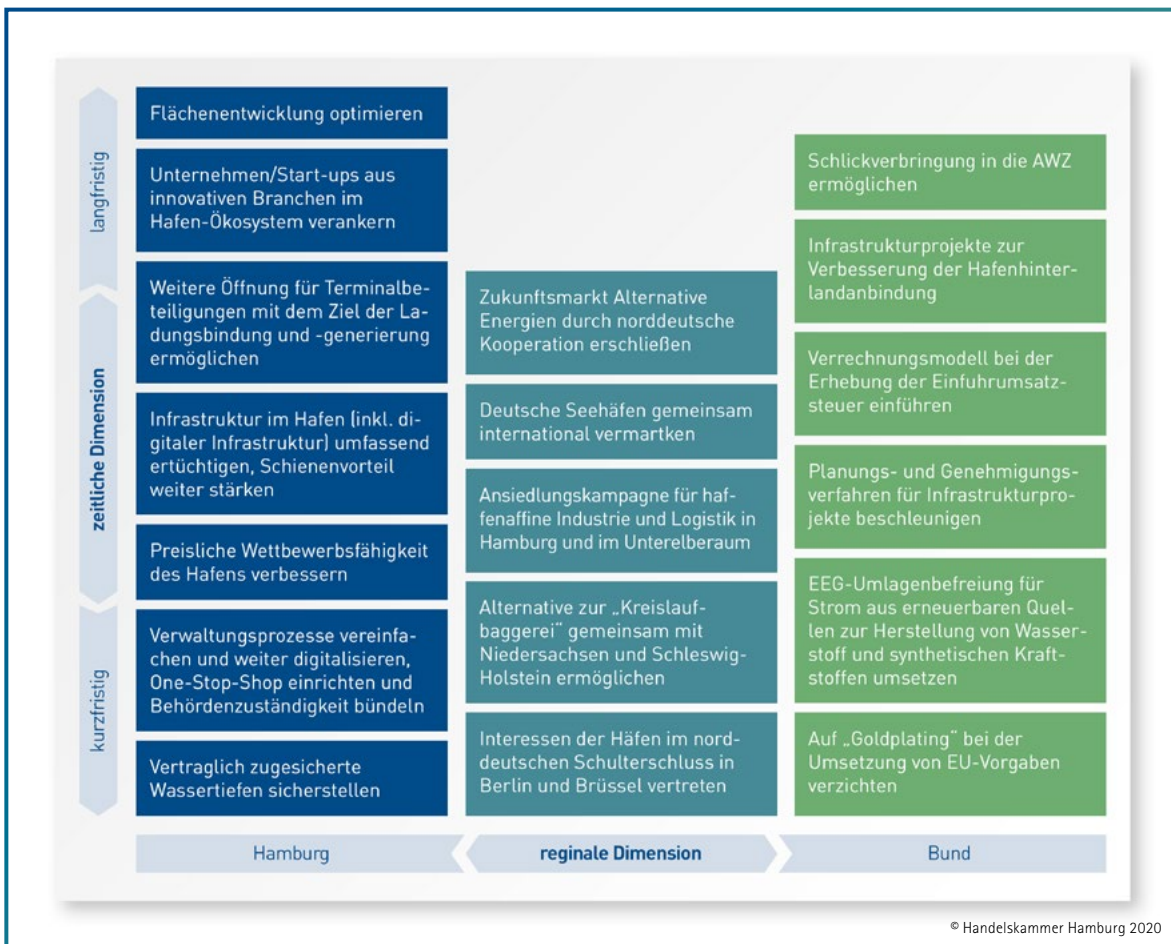 langfristig
zeitliche Dimension
kurzfristig
Flächenentwicklung optimieren
Unternehmen/Start-ups aus
innovativen Branchen im
Hafen-Ökosystem verankern
Weitere Öffnung für Terminalbe-
teiligungen mit dem Ziel der La-
dungsbindung und -generierung
ermöglichen
Infrastruktur im Hafen (inkl. di-
gitaler Infrastruktur) umfassend
ertüchtigen, Schienenvorteil
weiter stärken
Preisliche Wettbewerbsfähigkeit
des Hafens verbessern
Verwaltungsprozesse vereinfa-
chen und weiter digitalisieren,
One-Stop-Shop einrichten und
Behördenzuständigkeit bündeln
Vertraglich zugesicherte
Wassertiefen sicherstellen
Zukunftsmarkt Alternative
Energien durch norddeutsche
Kooperation erschließen
Deutsche Seehäfen gemeinsam
international vermartken
Ansiedlungskampagne für haf-
fenaffine Industrie und Logistik in
Hamburg und im Unterelberaum
Alternative zur „Kreislauf-
baggerei" gemeinsam mit
Niedersachsen und Schleswig-
Holstein ermöglichen
Interessen der Häfen im nord-
deutschen Schulterschluss in
Berlin und Brüssel vertreten
Schlickverbringung in die AWZ
ermöglichen
Infrastrukturprojekte zur
Verbesserung der Hafenhinter-
landanbindung
Verrechnungsmodell bei der
Erhebung der Einfuhrumsatz-
steuer einführen
Planungs- und Genehmigungs-
verfahren für Infrastrukturpro-
jekte beschleunigen
EEG-Umlagenbefreiung für
Strom aus erneuerbaren Quel-
len zur Herstellung von Wasser-
stoff und synthetischen Kraft-
stoffen umsetzen
Auf „Goldplating" bei der
Umsetzung von EU-Vorgaben
verzichten
Hamburg
reginale Dimension
Bund
© Handelskammer Hamburg 2020